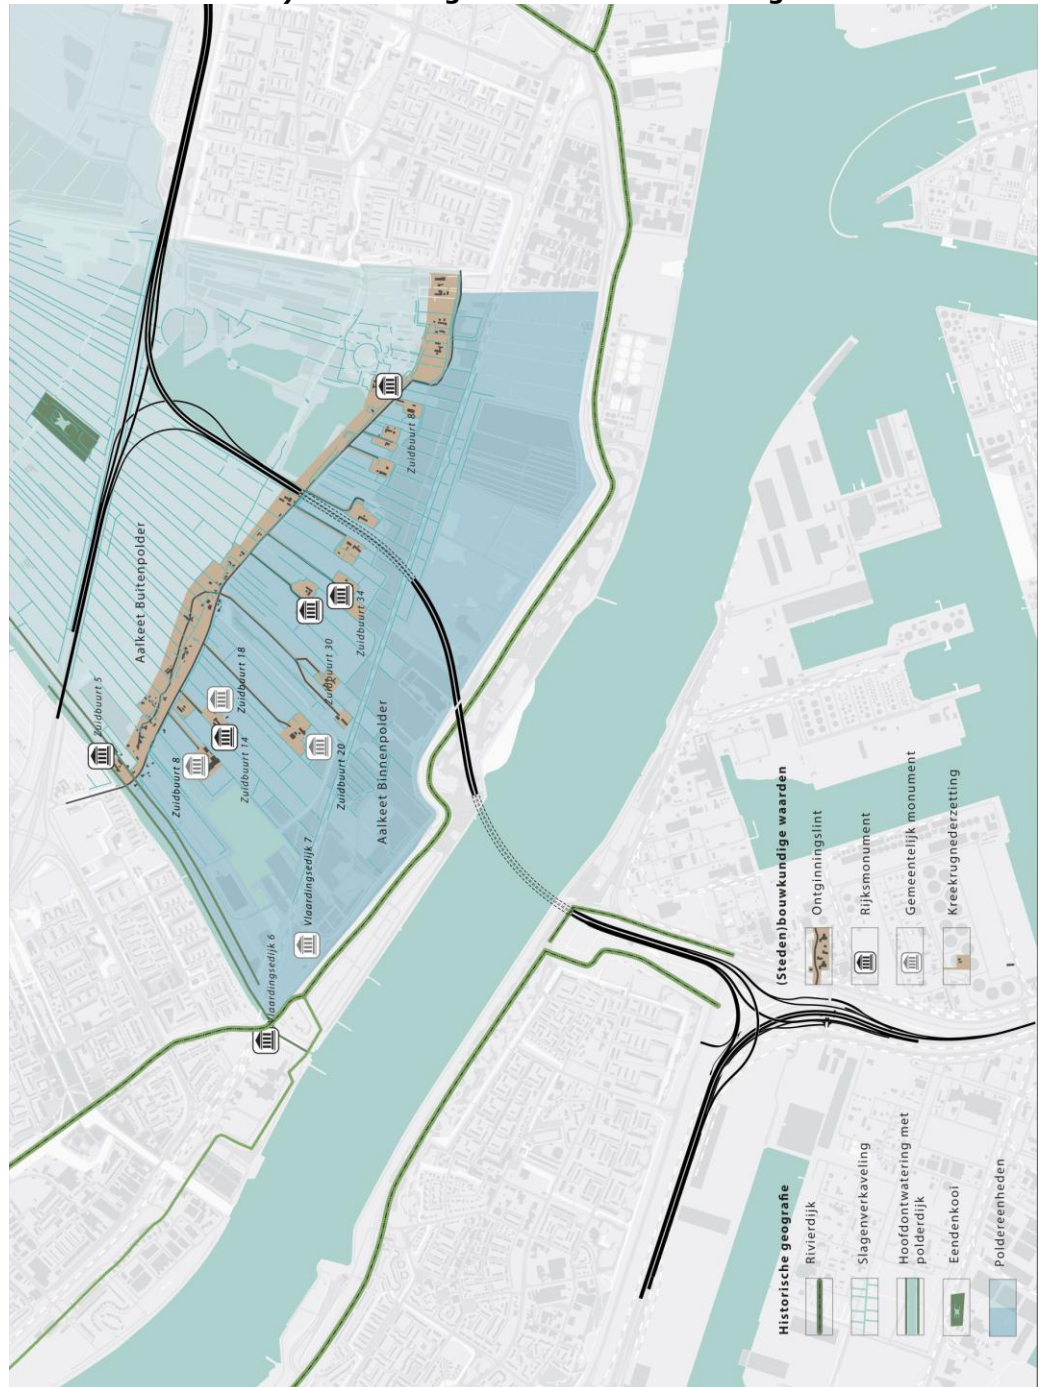 Aalkeet Buitenpolder
Zuidbuurt 5
Zuidbuurt 18
Zuidbuurt 8
Zuidbuurt 14
Zuidbuurt 30
Zuidbuurt 34
Zuidbuurt 88
Zuidbuurt 20
Aalkeet Binnenpolder
Vlaardingsedijk 7
Vlaardingsedijk 6
Historische geografie
Rivierdijk
Slagenverkaveling
Hoofdontwatering met
polderdijk
Eendenkooi
Poldereenheden
(Steden)bouwkundige waarden
Ontginningslint
Rijksmonument
Gemeentelijk monument
Kreekrugnederzetting